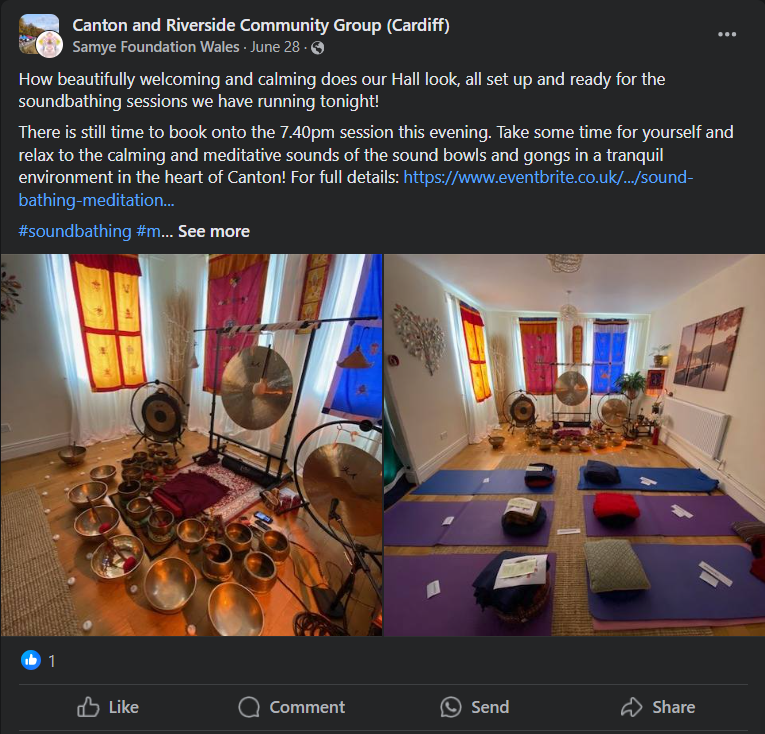 Canton and Riverside Community Group (Cardiff)
Samye Foundation Wales · June 28 ·
How beautifully welcoming and calming does our Hall look, all set up and ready for the
soundbathing sessions we have running tonight!
There is still time to book onto the 7.40pm session this evening. Take some time for yourself and
relax to the calming and meditative sounds of the sound bowls and gongs in a tranquil
environment in the heart of Canton! For full details: https://www.eventbrite.co.uk/.../sound-
bathing-meditation...
#soundbathing #m... See more
1
Like
Comment
Send
Share